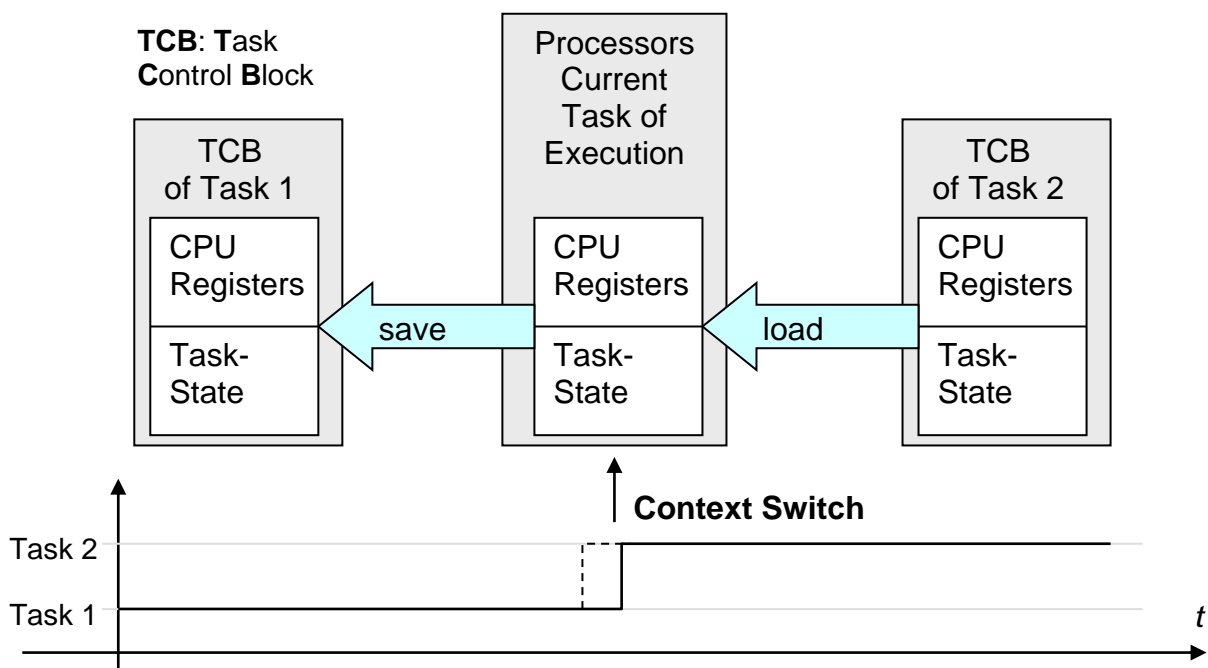 TCB: Task
Control Block
Processors
Current
Task of
Execution
TCB
of Task 1
TCB
of Task 2
CPU
Registers
Task-
State
save
CPU
Registers
Task-
State
load
CPU
Registers
Task-
State
Context Switch
Task 2
Task 1
t